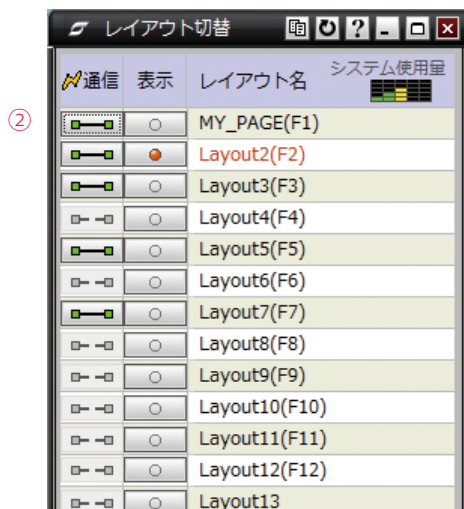 レイアウト切替 ?
通信 表示 レイアウト名 システム使用量
② MY_PAGE(F1)
Layout2(F2)
Layout3(F3)
Layout4(F4)
Layout5(F5)
Layout6(F6)
Layout7(F7)
Layout8(F8)
Layout9(F9)
Layout10(F10)
Layout11(F11)
Layout12(F12)
Layout13